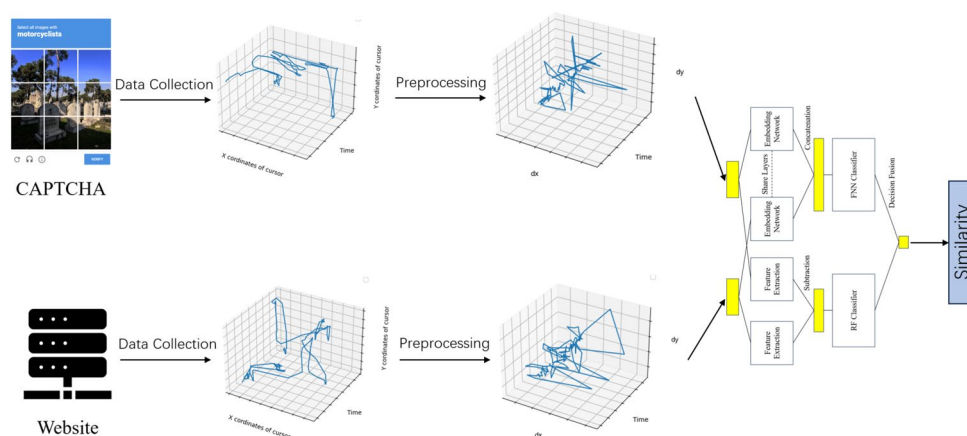 Select all images with
motorcyclists
VERIFY
CAPTCHA
Data Collection
X cordinates of cursor
Time
Y cordinates of cursor
Preprocessing
dx
Time
dy
Embedding
Network
Share Layers
Embedding
Network
Concatenation
FNN Classifier
Decision Fusion
Feature
Extraction
Subtraction
Feature
Extraction
RF Classifier
Similarity
Website
Data Collection
X cordinates of cursor
Time
Y cordinates of cursor
Preprocessing
dx
Time
dy